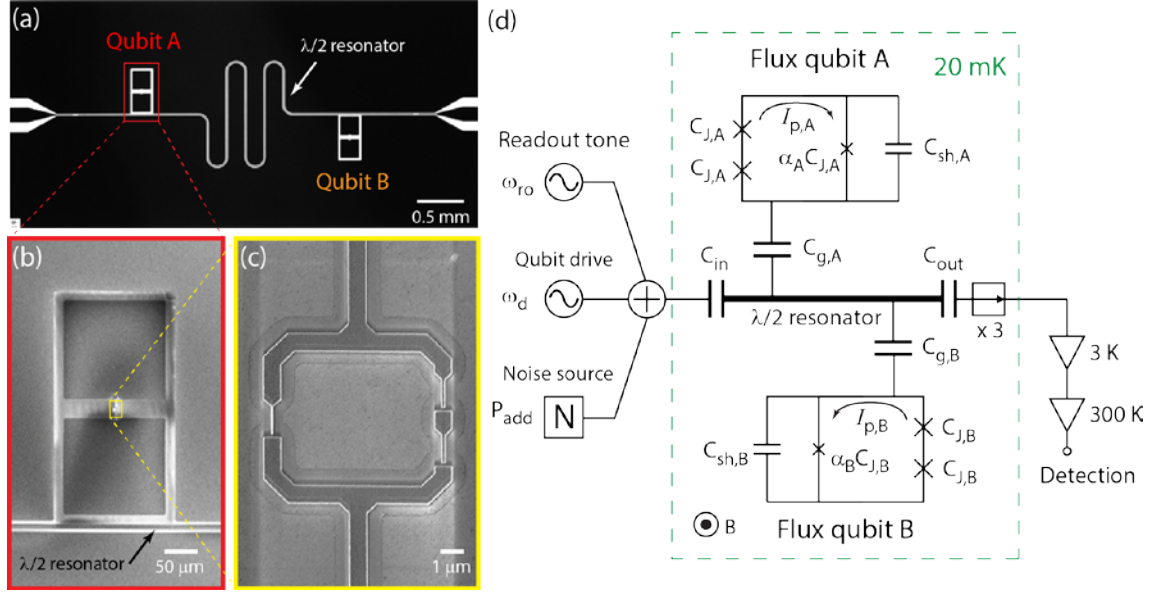 (a)
Qubit A
λ/2 resonator
Qubit B
0.5 mm
(b)
λ/2 resonator
50 μm
(c)
1 μm
(d)
Flux qubit A
20 mK
C_J,A
I_p,A
C_J,A
α_A C_J,A
C_sh,A
Readout tone
ω_ro
C_g,A
Qubit drive
ω_d
C_in
C_out
λ/2 resonator
x 3
C_g,B
3 K
Noise source
P_add
N
300 K
I_p,B
C_J,B
C_sh,B
α_B C_J,B
C_J,B
Detection
B
Flux qubit B